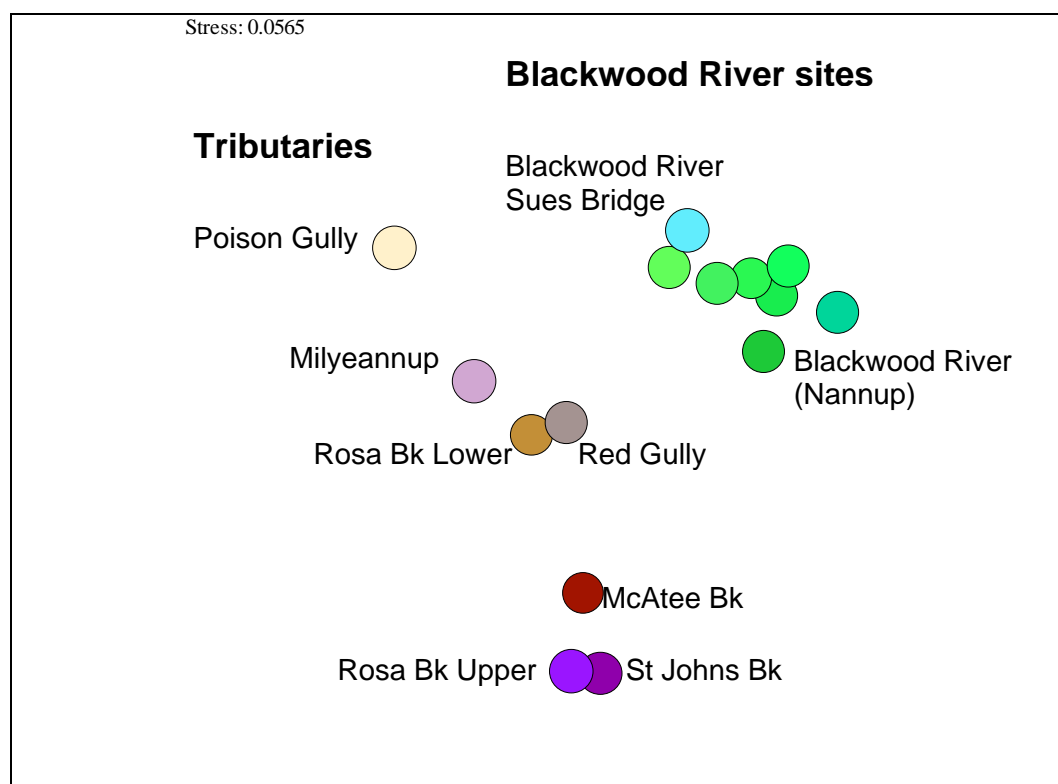 Stress: 0.0565
Blackwood River sites
Tributaries
Blackwood River
Sues Bridge
Poison Gully
Milyeannup
Blackwood River
(Nannup)
Rosa Bk Lower
Red Gully
McAtee Bk
Rosa Bk Upper
St Johns Bk